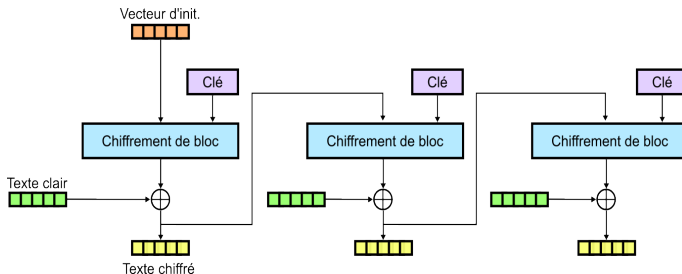 Vecteur d'init.
Clé
Clé
Clé
Chiffrement de bloc
Chiffrement de bloc
Chiffrement de bloc
Texte clair
Texte chiffré